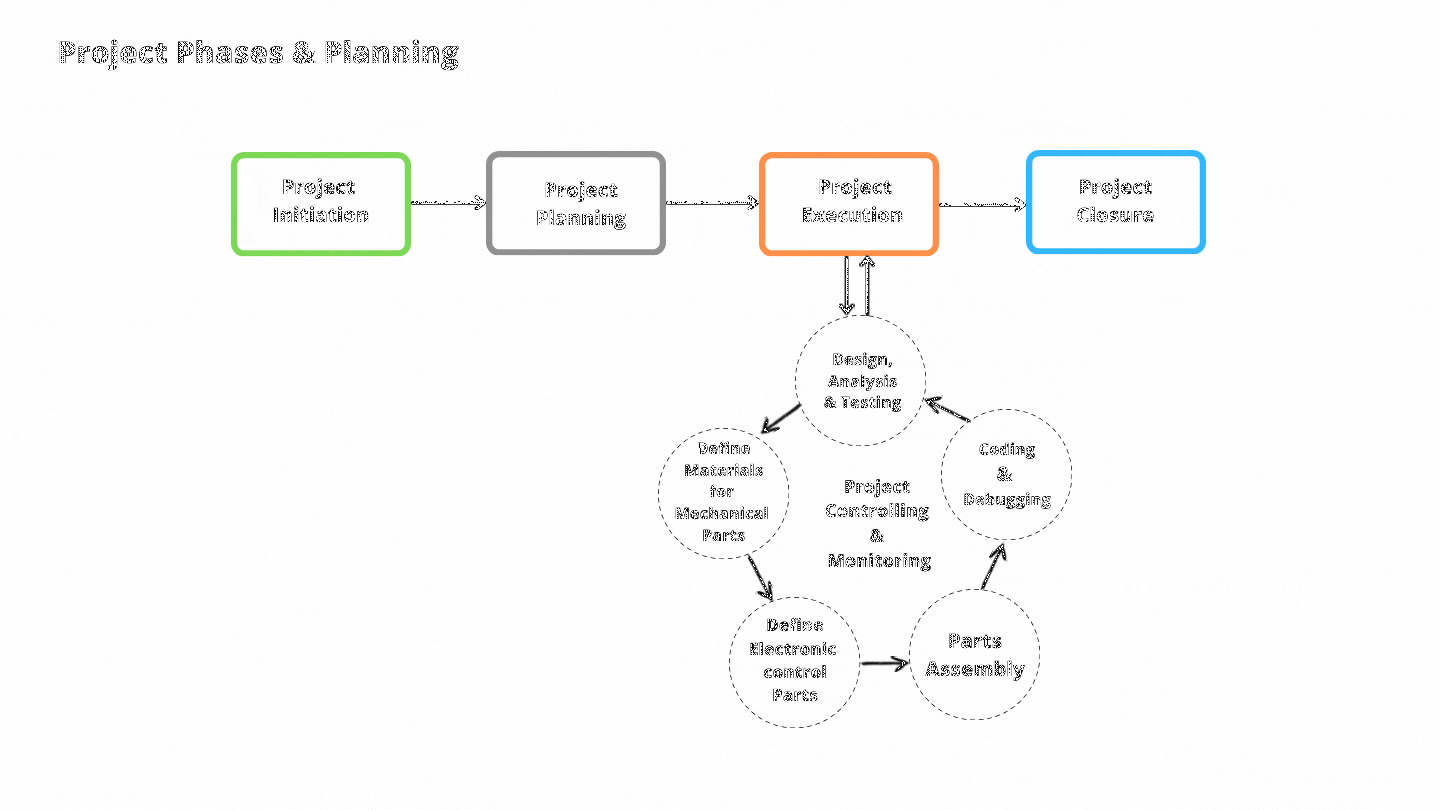 Project Phases & Planning
Project
Initiation
Project
Planning
Project
Execution
Project
Closure
Design,
Analysis
& Testing
Define
Materials
for
Mechanical
Parts
Project
Controlling
&
Monitoring
Coding
&
Debugging
Define
Electronic
control
Parts
Parts
Assembly